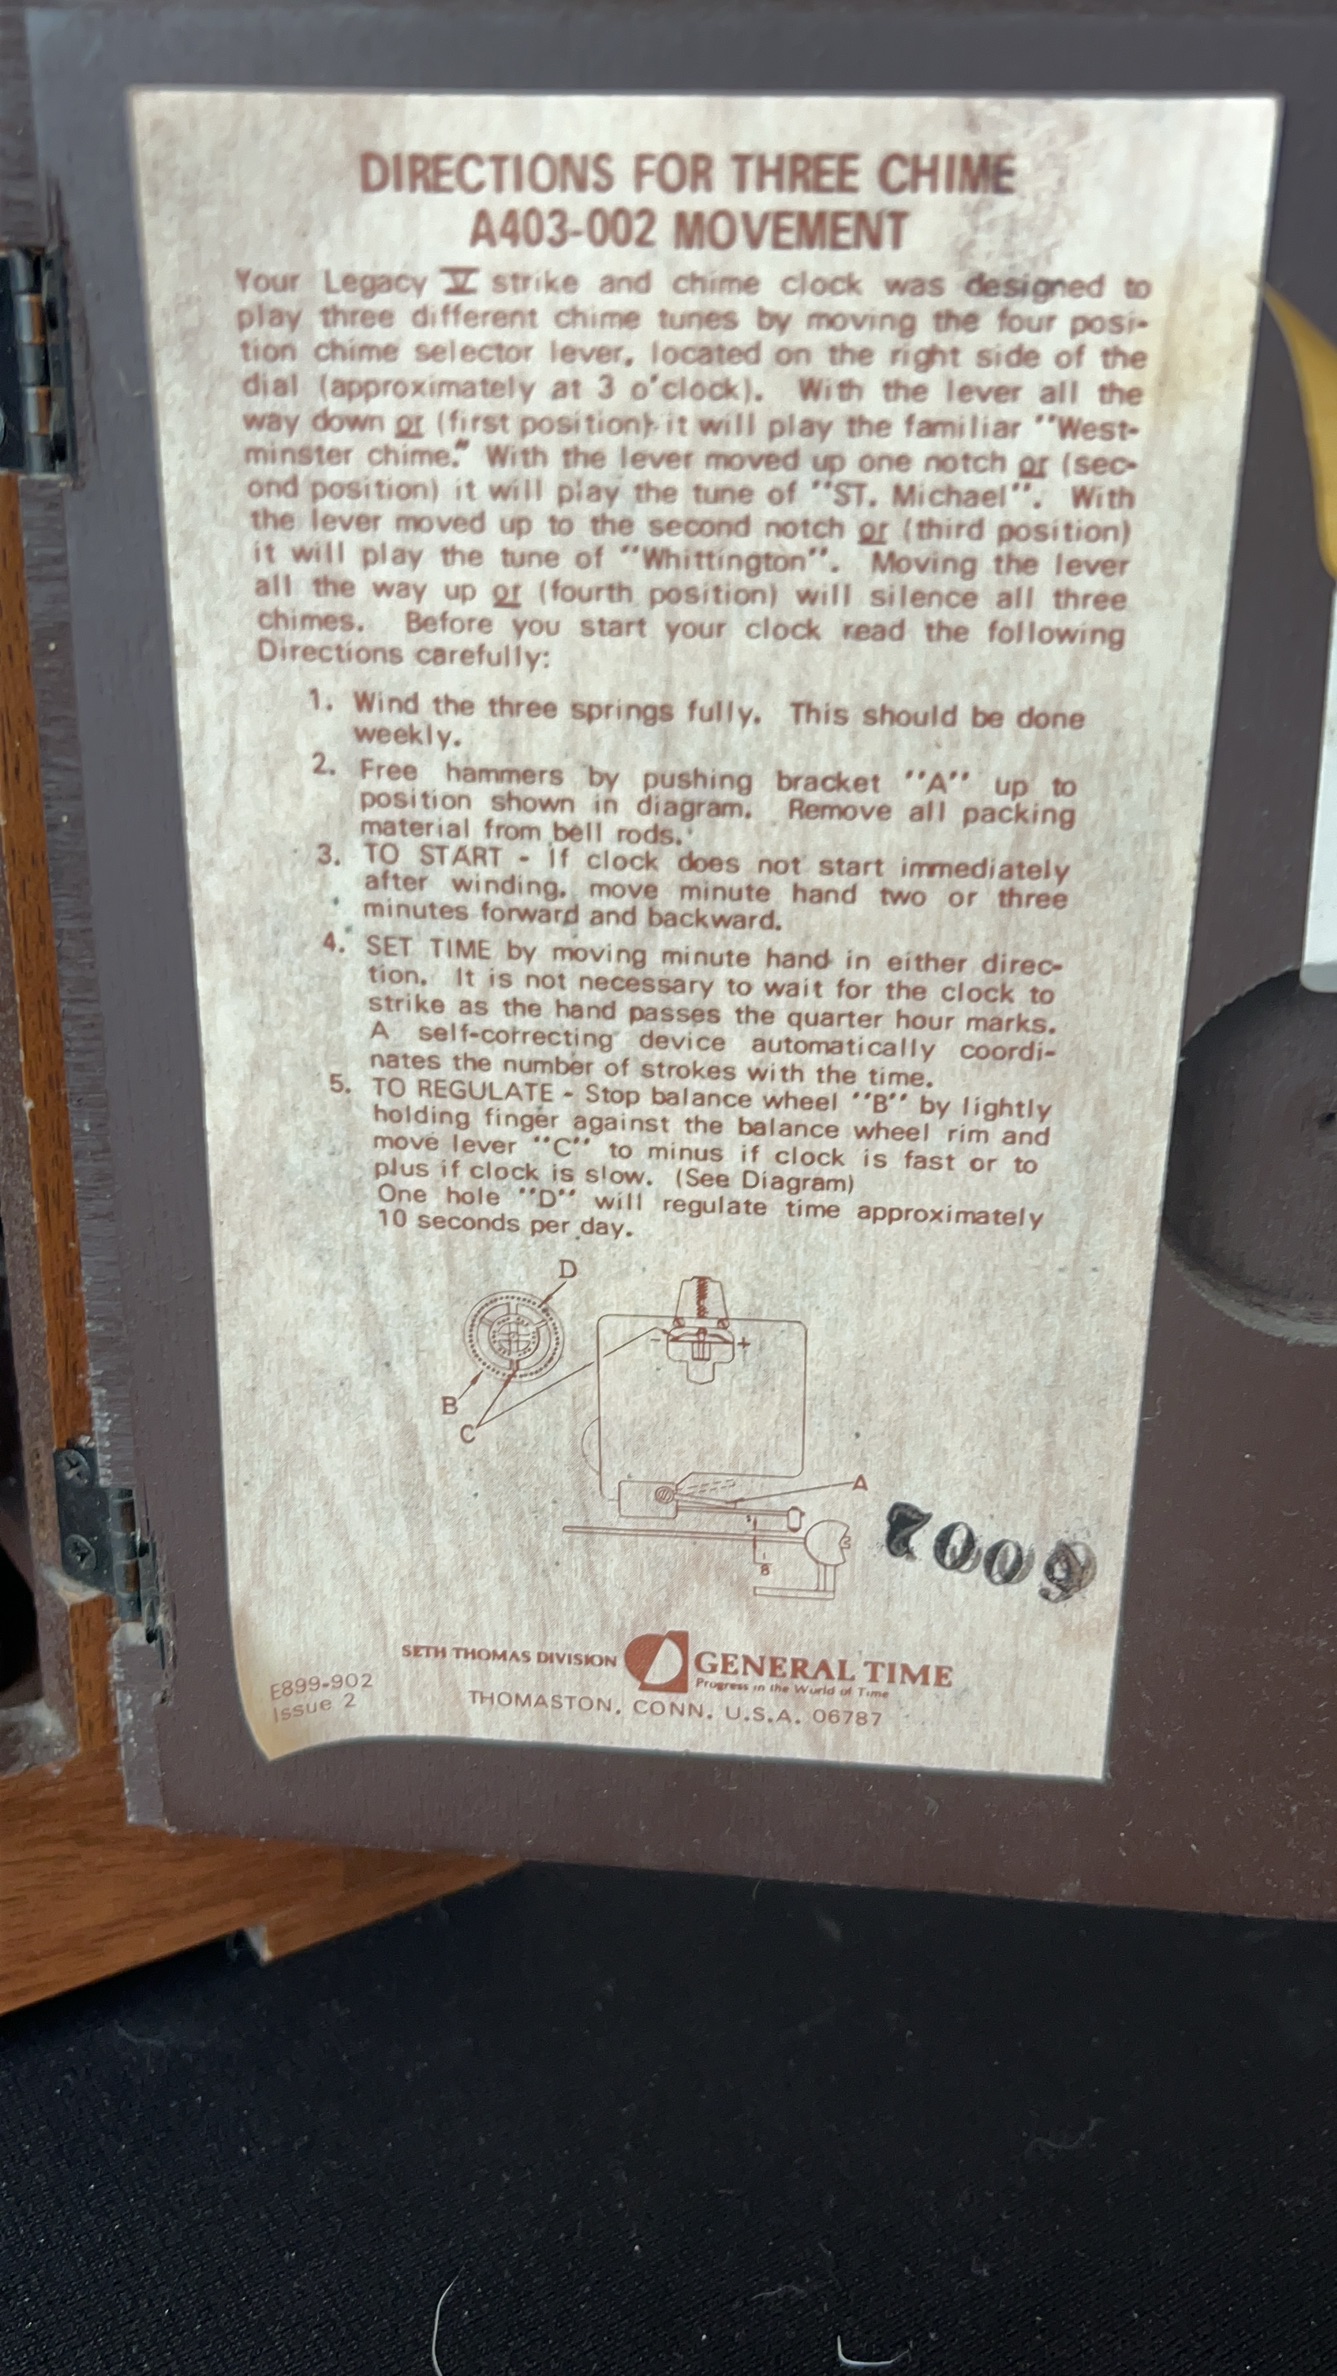 DIRECTIONS FOR THREE CHIME
A403-002 MOVEMENT
Your Legacy V strike and chime clock was designed to
play three different chime tunes by moving the four posi-
tion chime selector lever, located on the right side of the
dial (approximately at 3 o'clock). With the lever all the
way down or (first position) it will play the familiar "West-
minster chime." With the lever moved up one notch or (sec-
ond position) it will play the tune of "ST. Michael". With
the lever moved up to the second notch or (third position)
it will play the tune of "Whittington". Moving the lever
all the way up or (fourth position) will silence all three
chimes. Before you start your clock read the following
Directions carefully:
1. Wind the three springs fully. This should be done
weekly.
2. Free hammers by pushing bracket "A" up to
position shown in diagram. Remove all packing
material from bell rods.
3. TO START - If clock does not start immediately
after winding, move minute hand two or three
minutes forward and backward.
4. SET TIME by moving minute hand in either direc-
tion. It is not necessary to wait for the clock to
strike as the hand passes the quarter hour marks.
A self-correcting device automatically coordi-
nates the number of strokes with the time.
5. TO REGULATE - Stop balance wheel "B" by lightly
holding finger against the balance wheel rim and
move lever "C" to minus if clock is fast or to
plus if clock is slow. (See Diagram)
One hole "D" will regulate time approximately
10 seconds per day.
D
- +
B
C
A
SETH THOMAS DIVISION GENERAL TIME
Progress in the World of Time
THOMASTON, CONN. U.S.A. 06787
E899-902
Issue 2